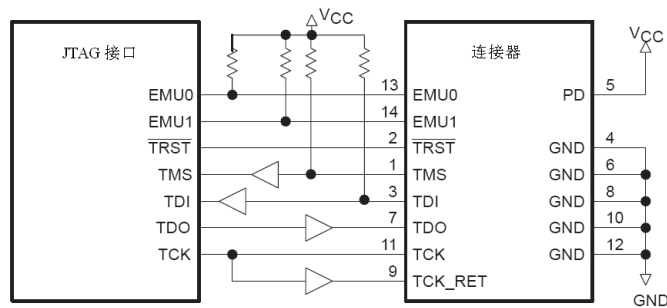 VCC
JTAG 接口
连接器
VCC
EMU0
13
EMU0
PD
5
EMU1
14
EMU1
TRST
2
TRST
GND
4
TMS
1
TMS
GND
6
TDI
3
TDI
GND
8
TDO
7
TDO
GND
10
TCK
11
TCK
GND
12
9
TCK_RET
GND